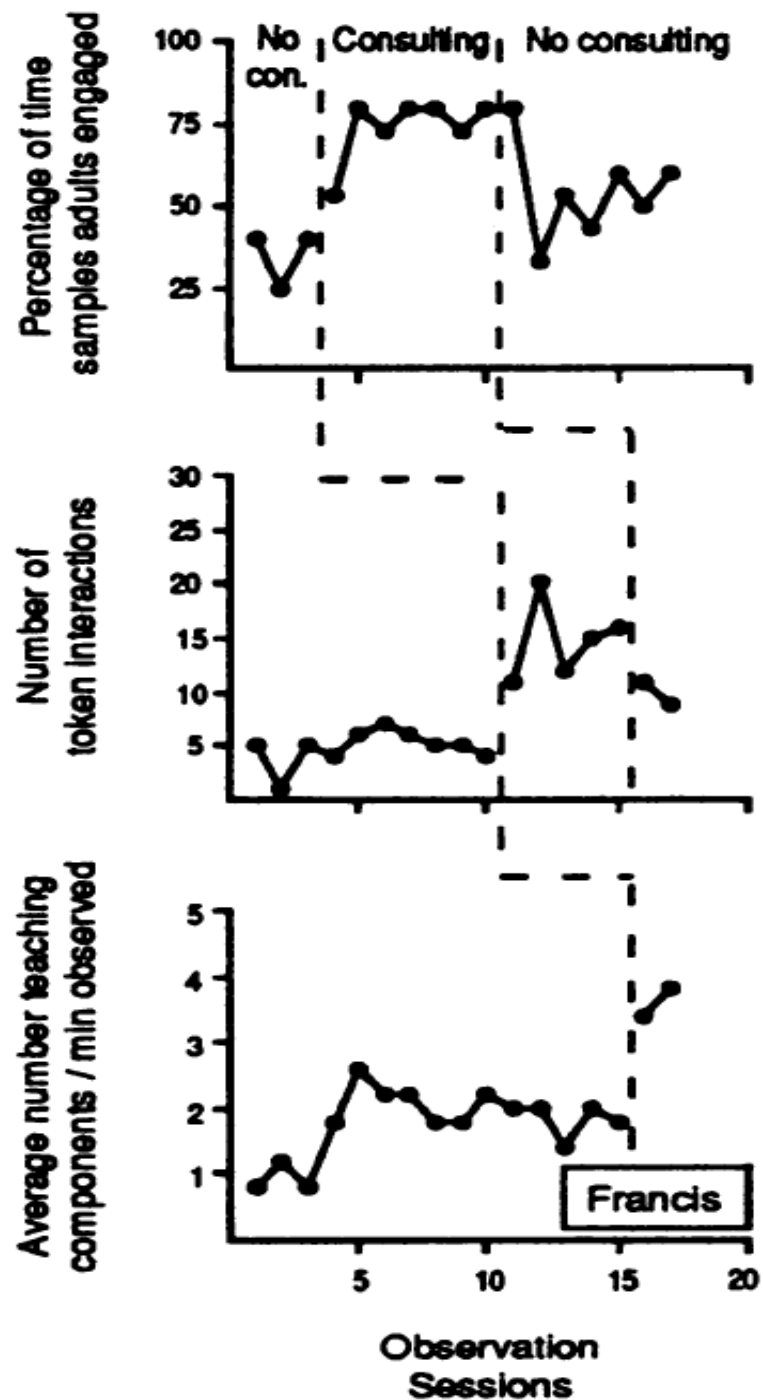 Percentage of time
samples adults engaged
100
75
50
25
No
con.
Consulting
No consulting
Number of
token interactions
30
25
20
15
10
5
Average number teaching
components / min observed
5
4
3
2
1
Francis
5
10
15
20
Observation
Sessions